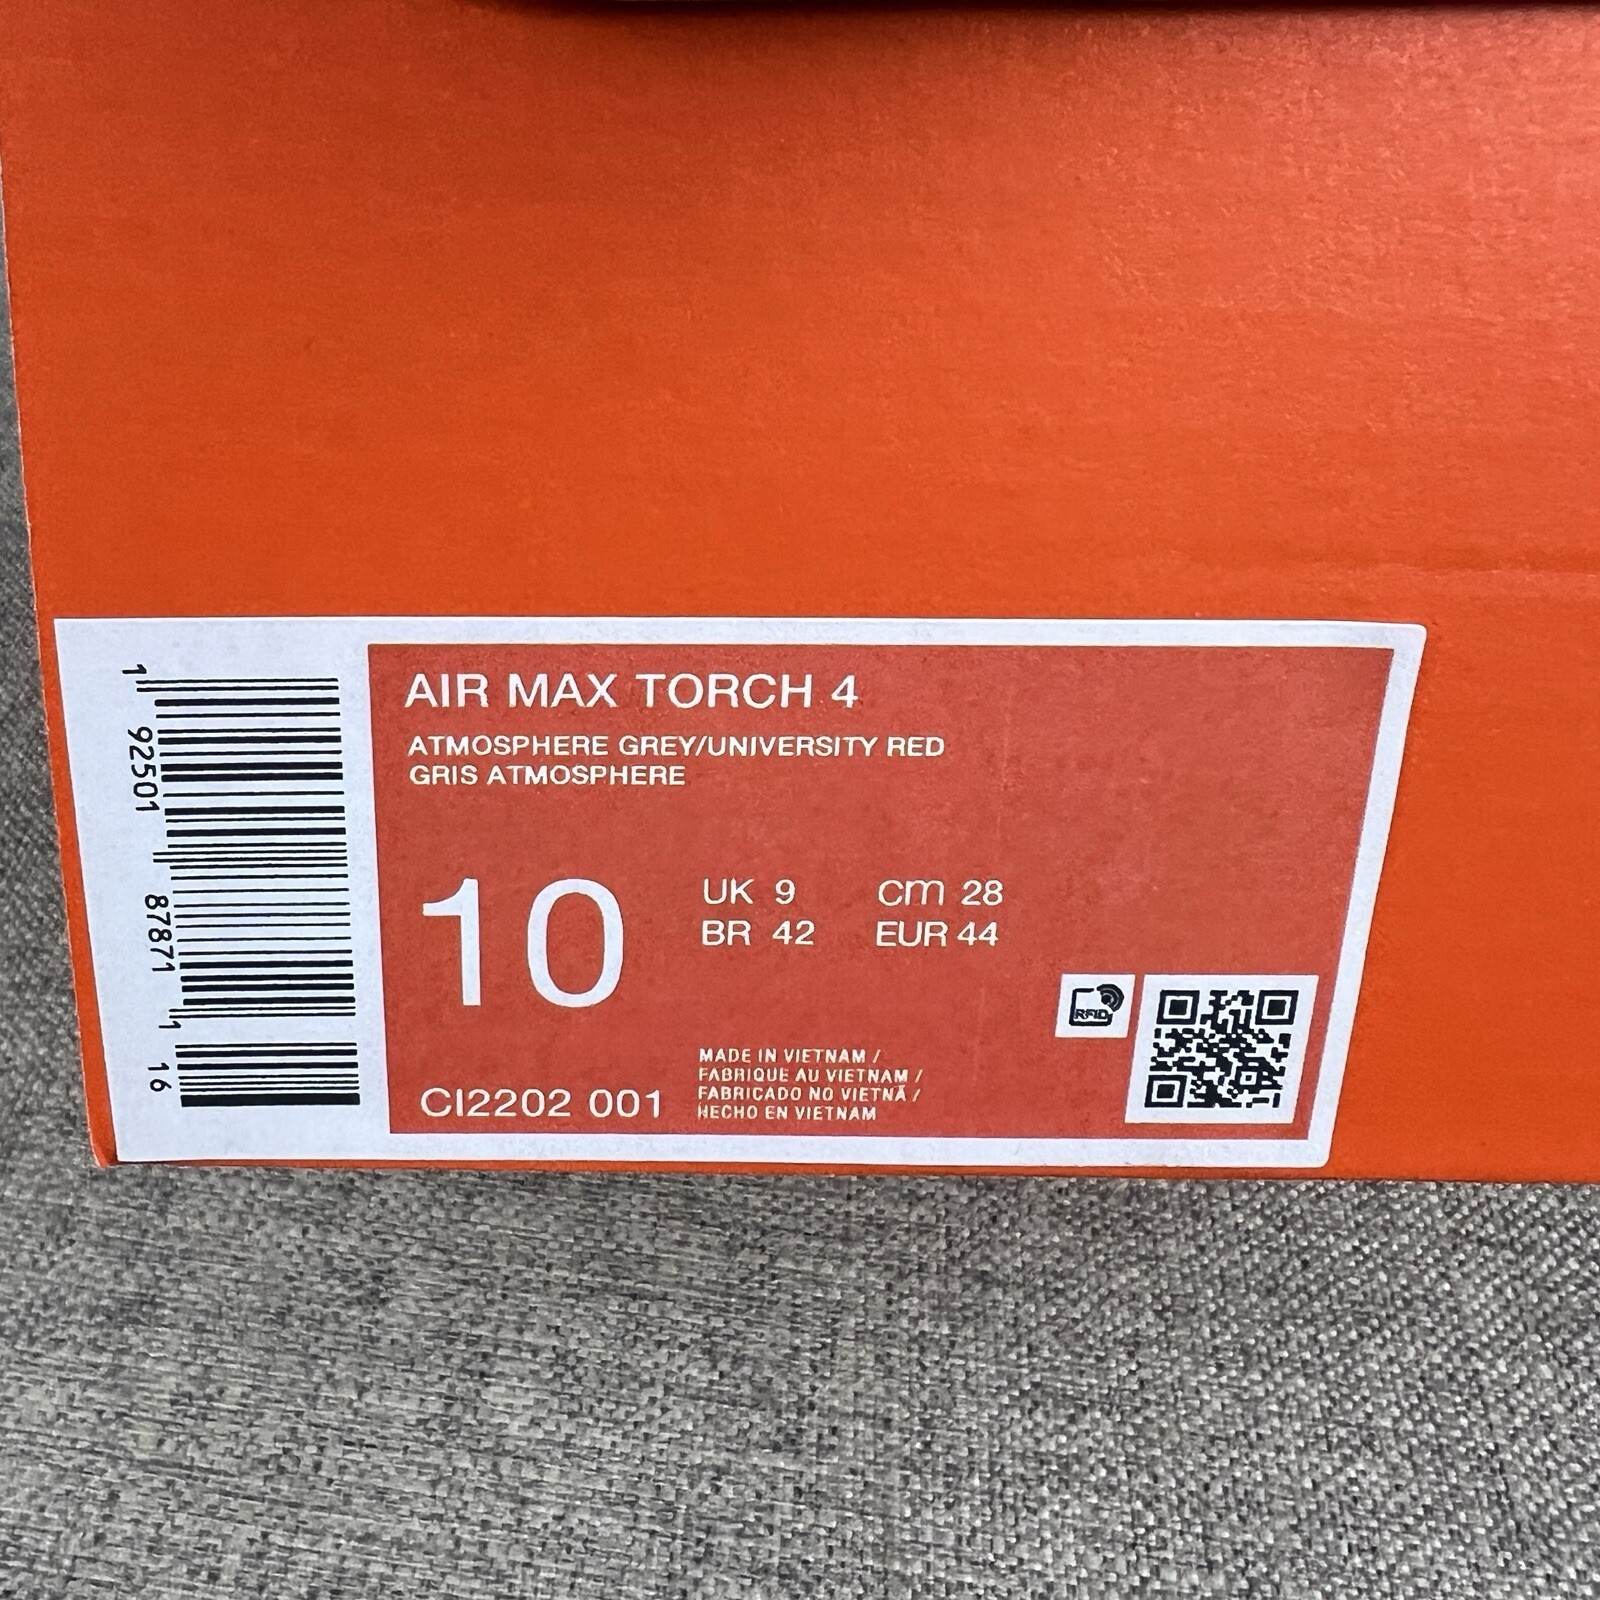 AIR MAX TORCH 4
ATMOSPHERE GREY/UNIVERSITY RED
GRIS ATMOSPHERE
10
UK 9 CM 28
BR 42 EUR 44
CI2202 001
MADE IN VIETNAM /
FABRIQUE AU VIETNAM /
FABRICADO NO VIETNÃ /
HECHO EN VIETNAM
RFID
1 92501 87871 1 16